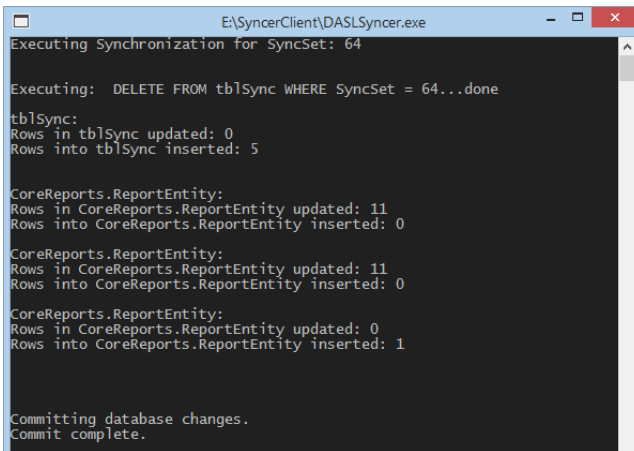 E:\SyncerClient\DASLSyncer.exe
Executing Synchronization for SyncSet: 64
Executing:  DELETE FROM tblSync WHERE SyncSet = 64...done
tblSync:
Rows in tblSync updated: 0
Rows into tblSync inserted: 5
CoreReports.ReportEntity:
Rows in CoreReports.ReportEntity updated: 11
Rows into CoreReports.ReportEntity inserted: 0
CoreReports.ReportEntity:
Rows in CoreReports.ReportEntity updated: 11
Rows into CoreReports.ReportEntity inserted: 0
CoreReports.ReportEntity:
Rows in CoreReports.ReportEntity updated: 0
Rows into CoreReports.ReportEntity inserted: 1
Committing database changes.
Commit complete.